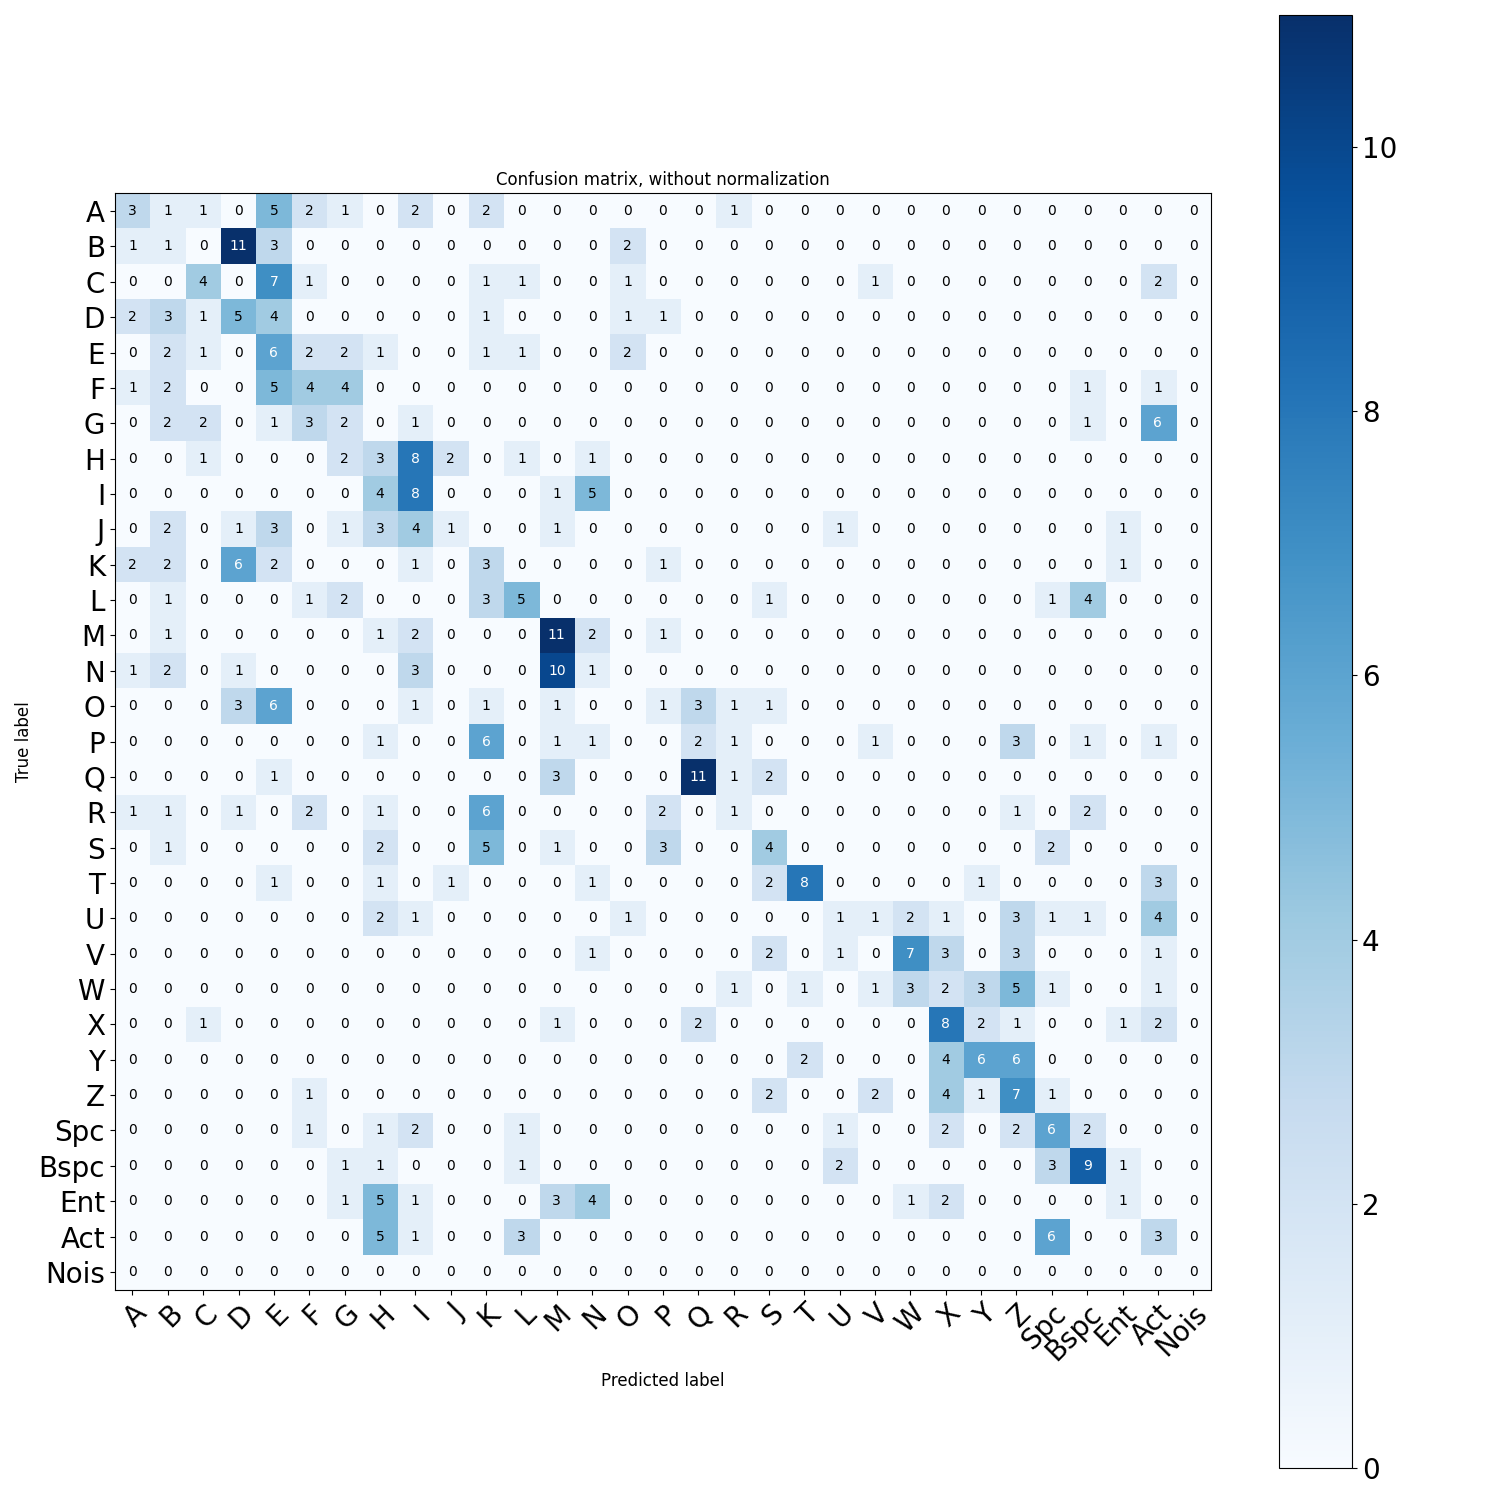 Confusion matrix, without normalization
A 3 1 1 0 5 2 1 0 2 0 2 0 0 0 0 0 0 1 0 0 0 0 0 0 0 0 0 0 0 0 0
B 1 1 0 11 3 0 0 0 0 0 0 0 0 0 2 0 0 0 0 0 0 0 0 0 0 0 0 0 0 0 0
C 0 0 4 0 7 1 0 0 0 0 1 1 0 0 1 0 0 0 0 0 0 1 0 0 0 0 0 0 0 2 0
D 2 3 1 5 4 0 0 0 0 0 1 0 0 0 1 1 0 0 0 0 0 0 0 0 0 0 0 0 0 0 0
E 0 2 1 0 6 2 2 1 0 0 1 1 0 0 2 0 0 0 0 0 0 0 0 0 0 0 0 0 0 0 0
F 1 2 0 0 5 4 4 0 0 0 0 0 0 0 0 0 0 0 0 0 0 0 0 0 0 0 0 1 0 1 0
G 0 2 2 0 1 3 2 0 1 0 0 0 0 0 0 0 0 0 0 0 0 0 0 0 0 0 0 1 0 6 0
H 0 0 1 0 0 0 2 3 8 2 0 1 0 1 0 0 0 0 0 0 0 0 0 0 0 0 0 0 0 0 0
I 0 0 0 0 0 0 0 4 8 0 0 0 1 5 0 0 0 0 0 0 0 0 0 0 0 0 0 0 0 0 0
J 0 2 0 1 3 0 1 3 4 1 0 0 1 0 0 0 0 0 0 0 1 0 0 0 0 0 0 0 1 0 0
K 2 2 0 6 2 0 0 0 1 0 3 0 0 0 0 1 0 0 0 0 0 0 0 0 0 0 0 0 1 0 0
L 0 1 0 0 0 1 2 0 0 0 3 5 0 0 0 0 0 0 1 0 0 0 0 0 0 0 1 4 0 0 0
M 0 1 0 0 0 0 0 1 2 0 0 0 11 2 0 1 0 0 0 0 0 0 0 0 0 0 0 0 0 0 0
N 1 2 0 1 0 0 0 0 3 0 0 0 10 1 0 0 0 0 0 0 0 0 0 0 0 0 0 0 0 0 0
O 0 0 0 3 6 0 0 0 1 0 1 0 1 0 0 1 3 1 1 0 0 0 0 0 0 0 0 0 0 0 0
P 0 0 0 0 0 0 0 1 0 0 6 0 1 1 0 0 2 1 0 0 0 1 0 0 0 3 0 1 0 1 0
Q 0 0 0 0 1 0 0 0 0 0 0 0 3 0 0 0 11 1 2 0 0 0 0 0 0 0 0 0 0 0 0
R 1 1 0 1 0 2 0 1 0 0 6 0 0 0 0 2 0 1 0 0 0 0 0 0 0 1 0 2 0 0 0
S 0 1 0 0 0 0 0 2 0 0 5 0 1 0 0 3 0 0 4 0 0 0 0 0 0 0 2 0 0 0 0
T 0 0 0 0 1 0 0 1 0 1 0 0 0 1 0 0 0 0 2 8 0 0 0 0 1 0 0 0 0 3 0
U 0 0 0 0 0 0 0 2 1 0 0 0 0 0 1 0 0 0 0 0 1 1 2 1 0 3 1 1 0 4 0
V 0 0 0 0 0 0 0 0 0 0 0 0 0 1 0 0 0 0 2 0 1 0 7 3 0 3 0 0 0 1 0
W 0 0 0 0 0 0 0 0 0 0 0 0 0 0 0 0 0 1 0 1 0 1 3 2 3 5 1 0 0 1 0
X 0 0 1 0 0 0 0 0 0 0 0 0 1 0 0 0 2 0 0 0 0 0 0 8 2 1 0 0 1 2 0
Y 0 0 0 0 0 0 0 0 0 0 0 0 0 0 0 0 0 0 0 2 0 0 0 4 6 6 0 0 0 0 0
Z 0 0 0 0 0 1 0 0 0 0 0 0 0 0 0 0 0 0 2 0 0 2 0 4 1 7 1 0 0 0 0
Spc 0 0 0 0 0 1 0 1 2 0 0 1 0 0 0 0 0 0 0 0 1 0 0 2 0 2 6 2 0 0 0
Bspc 0 0 0 0 0 0 1 1 0 0 0 1 0 0 0 0 0 0 0 0 2 0 0 0 0 0 3 9 1 0 0
Ent 0 0 0 0 0 0 1 5 1 0 0 0 3 4 0 0 0 0 0 0 0 0 1 2 0 0 0 0 1 0 0
Act 0 0 0 0 0 0 0 5 1 0 0 3 0 0 0 0 0 0 0 0 0 0 0 0 0 0 6 0 0 3 0
Nois 0 0 0 0 0 0 0 0 0 0 0 0 0 0 0 0 0 0 0 0 0 0 0 0 0 0 0 0 0 0 0
A B C D E F G H I J K L M N O P Q R S T U V W X Y Z Spc Bspc Ent Act Nois
Predicted label
True label
10
8
6
4
2
0